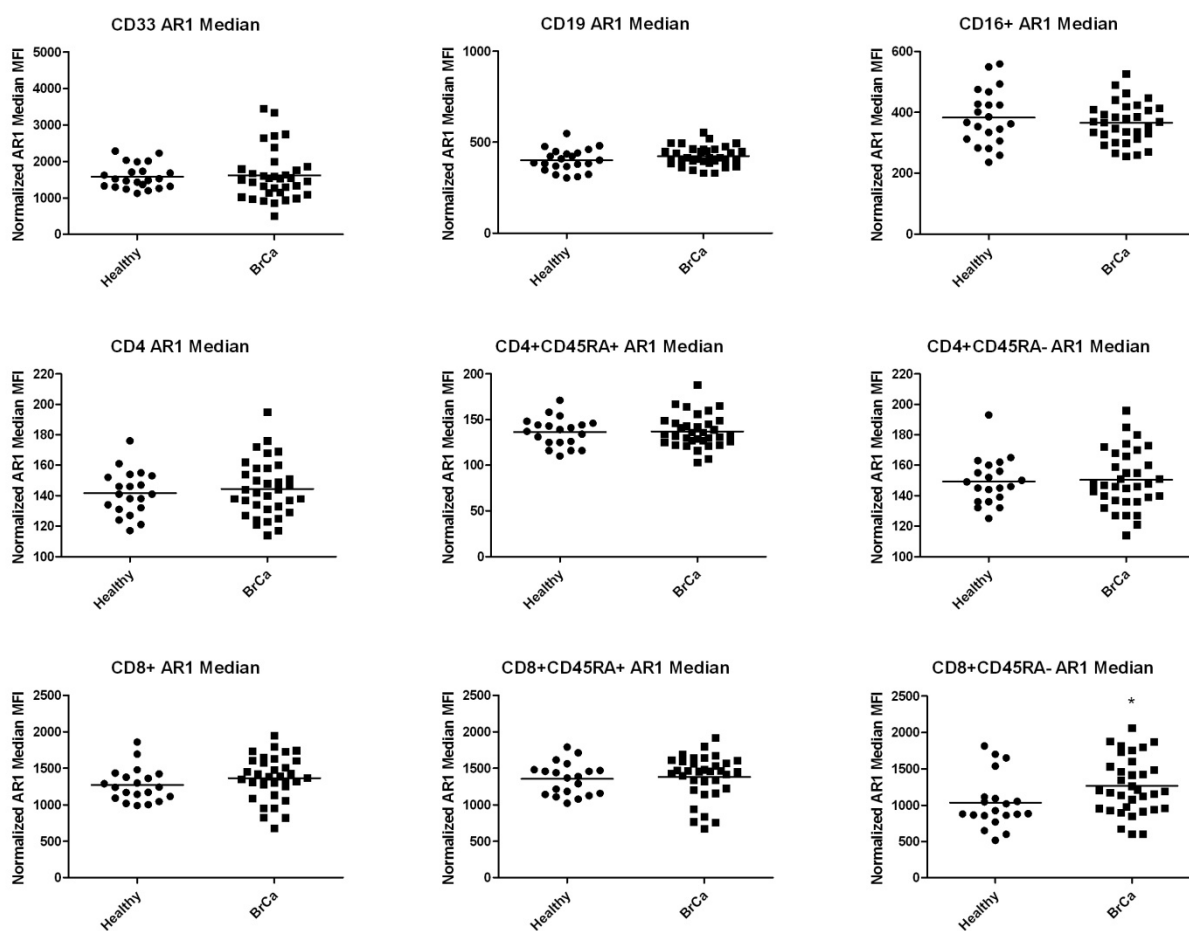 CD33 AR1 Median
Normalized AR1 Median MFI
5000
4000
3000
2000
1000
0
Healthy
BrCa
CD19 AR1 Median
Normalized AR1 Median MFI
1000
500
0
Healthy
BrCa
CD16+ AR1 Median
Normalized AR1 Median MFI
600
400
200
0
Healthy
BrCa
CD4 AR1 Median
Normalized AR1 Median MFI
220
200
180
160
140
120
100
Healthy
BrCa
CD4+CD45RA+ AR1 Median
Normalized AR1 Median MFI
200
150
100
50
0
Healthy
BrCa
CD4+CD45RA- AR1 Median
Normalized AR1 Median MFI
220
200
180
160
140
120
100
Healthy
BrCa
CD8+ AR1 Median
Normalized AR1 Median MFI
2500
2000
1500
1000
500
0
Healthy
BrCa
CD8+CD45RA+ AR1 Median
Normalized AR1 Median MFI
2500
2000
1500
1000
500
0
Healthy
BrCa
CD8+CD45RA- AR1 Median
Normalized AR1 Median MFI
2500
2000
1500
1000
500
0
*
Healthy
BrCa